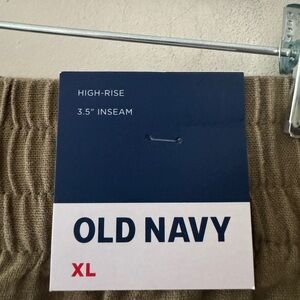 HIGH-RISE
3.5" INSEAM
OLD NAVY
XL